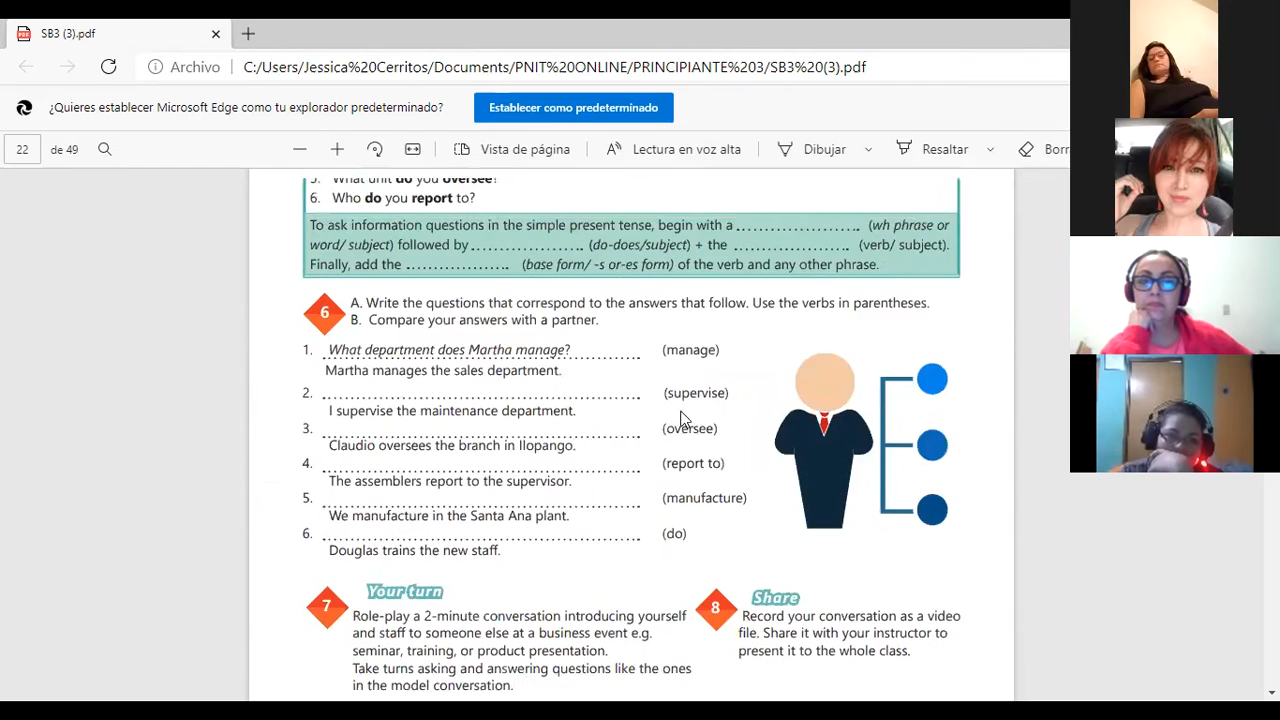 SB3 (3).pdf
Archivo C:/Users/Jessica%20Cerritos/Documents/PNIT%20ONLINE/PRINCIPIANTE%203/SB3%20(3).pdf
¿Quieres establecer Microsoft Edge como tu explorador predeterminado? Establecer como predeterminado
22 de 49 Vista de página Lectura en voz alta Dibujar Resaltar Borr
5. What unit do you oversee?
6. Who do you report to?
To ask information questions in the simple present tense, begin with a .................... (wh phrase or
word/ subject) followed by .................... (do-does/subject) + the .................... (verb/ subject).
Finally, add the .................. (base form/ -s or-es form) of the verb and any other phrase.
6 A. Write the questions that correspond to the answers that follow. Use the verbs in parentheses.
B. Compare your answers with a partner.
1. What department does Martha manage? (manage)
Martha manages the sales department.
2. (supervise)
I supervise the maintenance department.
3. (oversee)
Claudio oversees the branch in Ilopango.
4. (report to)
The assemblers report to the supervisor.
5. (manufacture)
We manufacture in the Santa Ana plant.
6. (do)
Douglas trains the new staff.
7 Your turn
Role-play a 2-minute conversation introducing yourself
and staff to someone else at a business event e.g.
seminar, training, or product presentation.
Take turns asking and answering questions like the ones
in the model conversation.
8 Share
Record your conversation as a video
file. Share it with your instructor to
present it to the whole class.